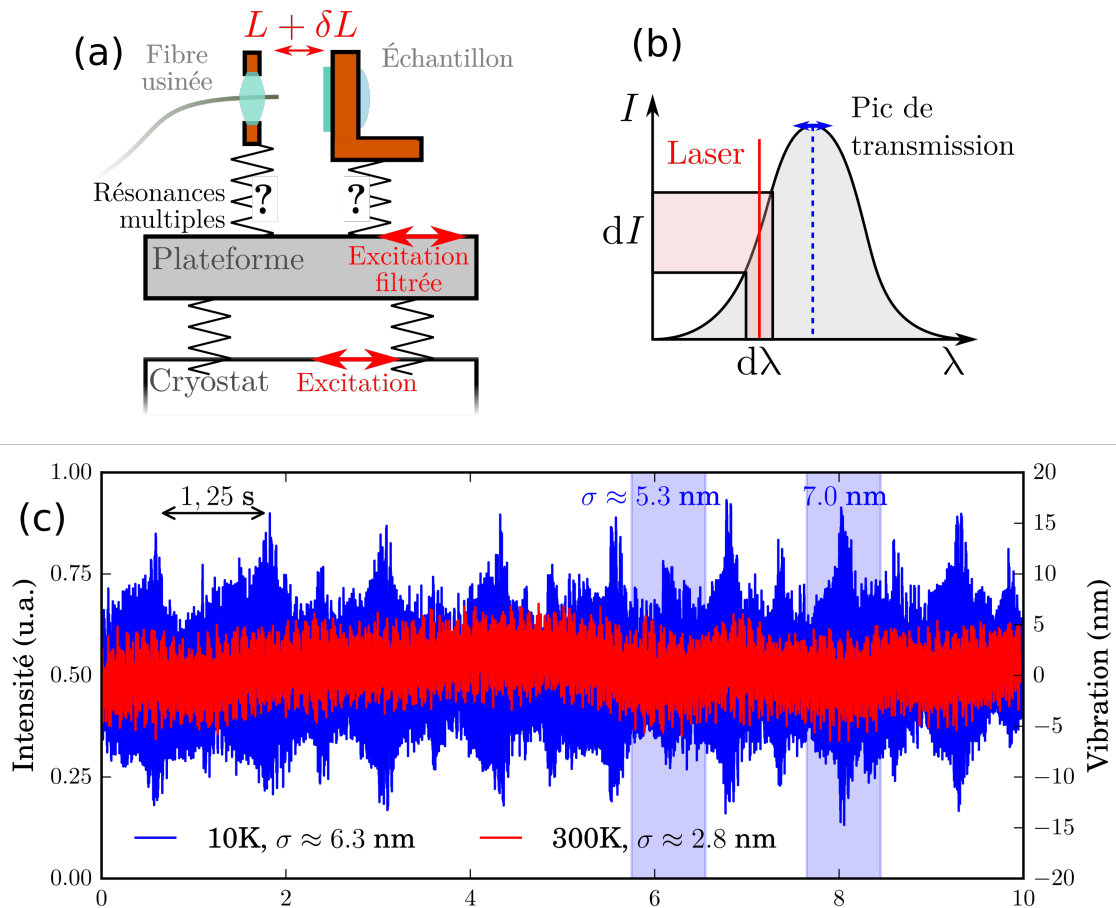 (a)
L + δL
Fibre
usinée
Échantillon
Résonances
multiples
?
?
Plateforme
Excitation
filtrée
Cryostat
Excitation
(b)
I
Pic de
transmission
Laser
dI
dλ
λ
(c)
1,25 s
σ ≈ 5.3 nm
7.0 nm
Intensité (u.a.)
1.00
0.75
0.50
0.25
0.00
Vibration (nm)
20
15
10
5
0
−5
−10
−15
−20
10K, σ ≈ 6.3 nm
300K, σ ≈ 2.8 nm
0
2
4
6
8
10